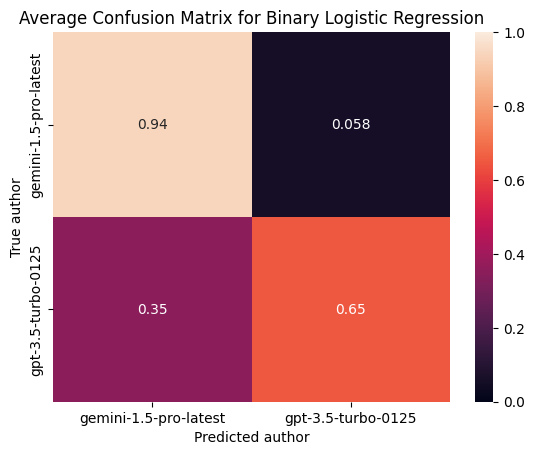 Average Confusion Matrix for Binary Logistic Regression
True author
gemini-1.5-pro-latest
gpt-3.5-turbo-0125
0.94
0.058
0.35
0.65
gemini-1.5-pro-latest
gpt-3.5-turbo-0125
Predicted author
1.0
0.8
0.6
0.4
0.2
0.0